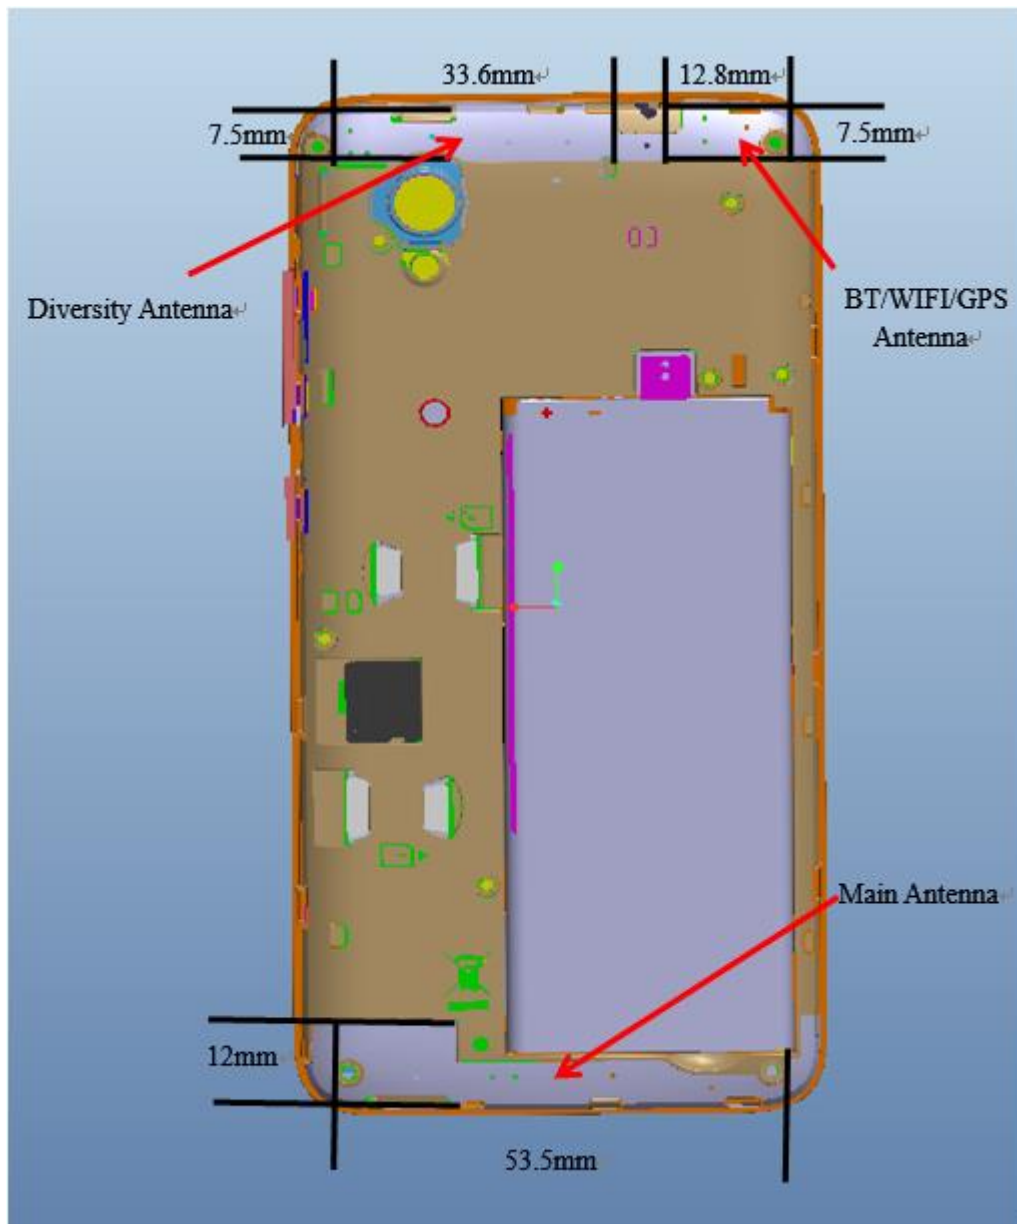 33.6mm
12.8mm
7.5mm
7.5mm
Diversity Antenna
BT/WIFI/GPS
Antenna
+ -
Main Antenna
12mm
53.5mm